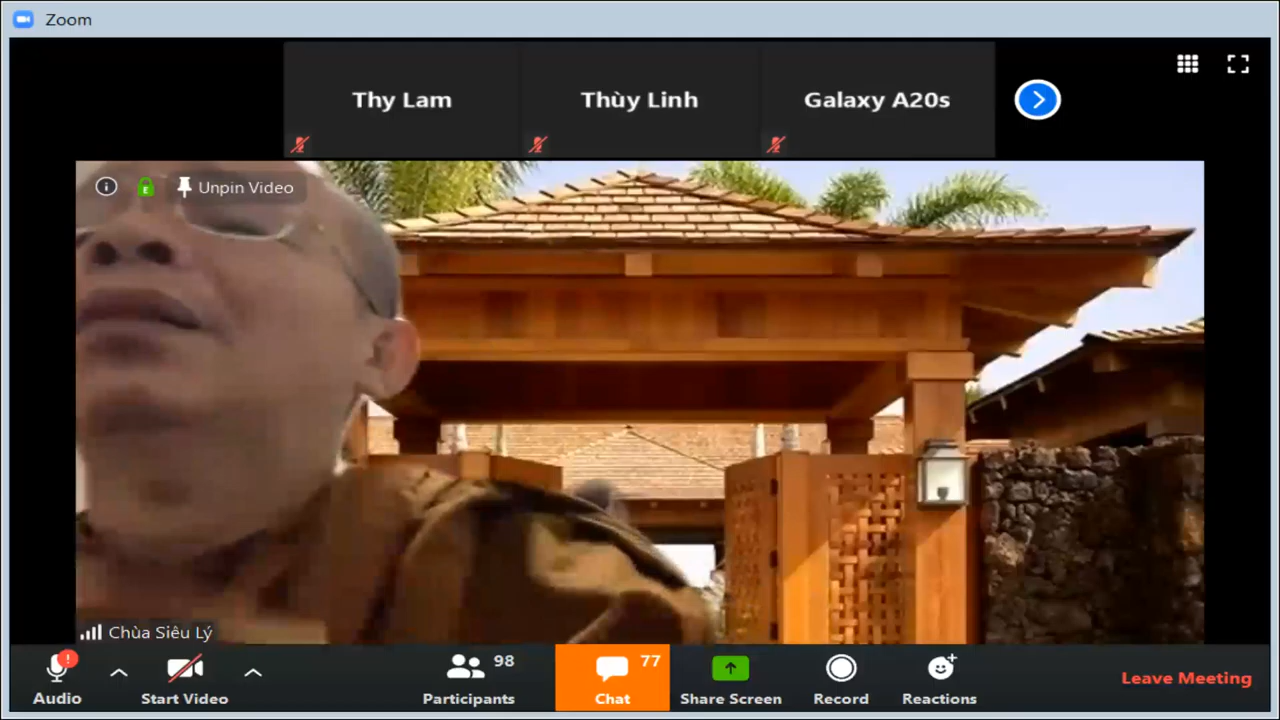 Zoom
Thy Lam
Thùy Linh
Galaxy A20s
E
Unpin Video
Chùa Siêu Lý
98
77
Audio
Start Video
Participants
Chat
Share Screen
Record
Reactions
Leave Meeting